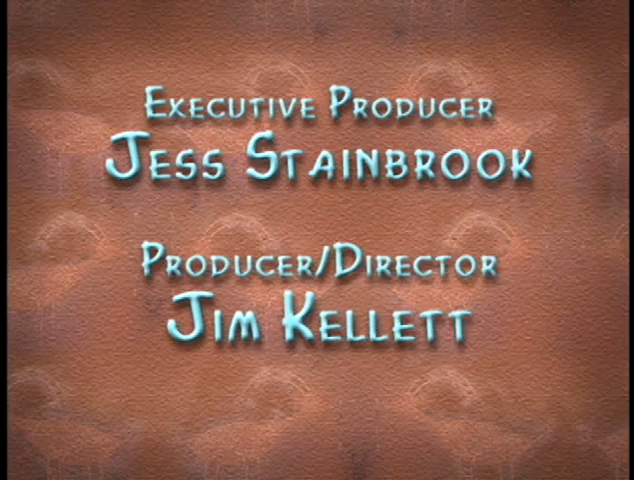 Executive Producer
Jess Stainbrook
Producer/Director
Jim Kellett